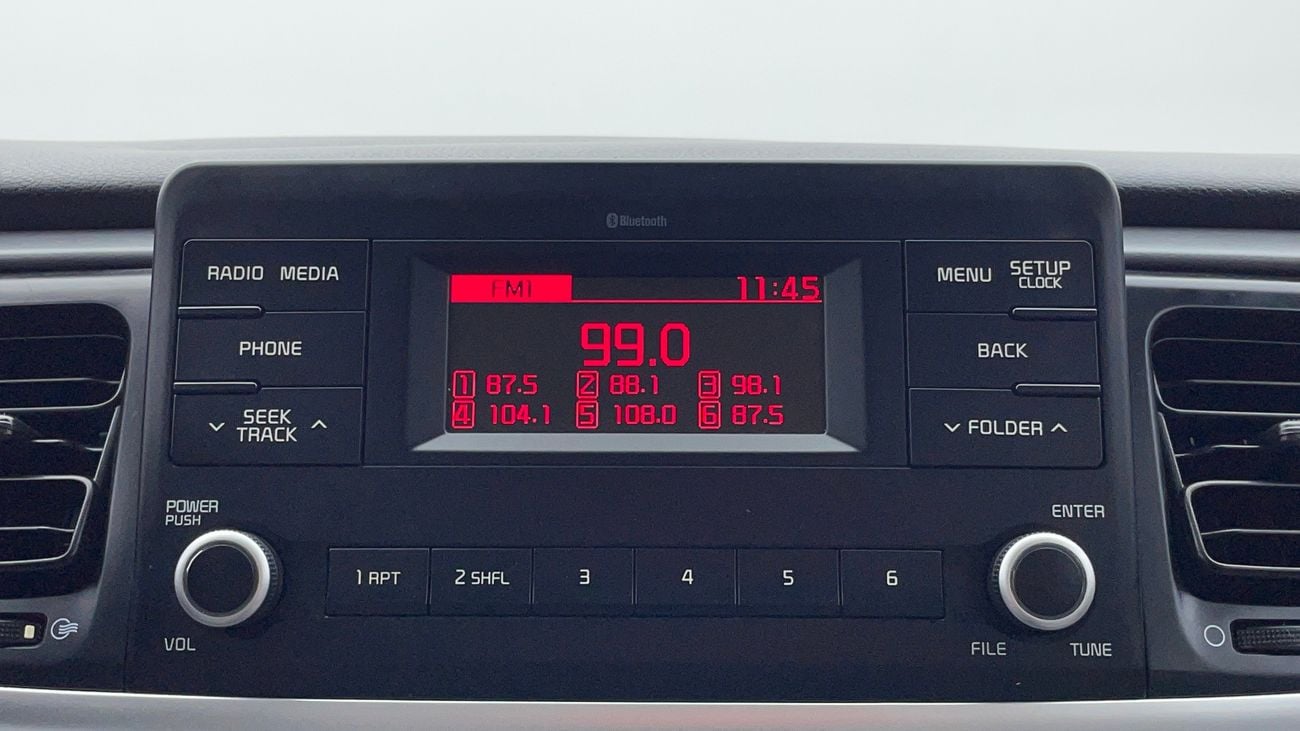 Bluetooth
RADIO MEDIA
MENU SETUP CLOCK
FM1 11:45
99.0
1 87.5 2 88.1 3 98.1
4 104.1 5 108.0 6 87.5
PHONE
BACK
SEEK
TRACK
FOLDER
POWER
PUSH
ENTER
1 RPT 2 SHFL 3 4 5 6
VOL
FILE TUNE